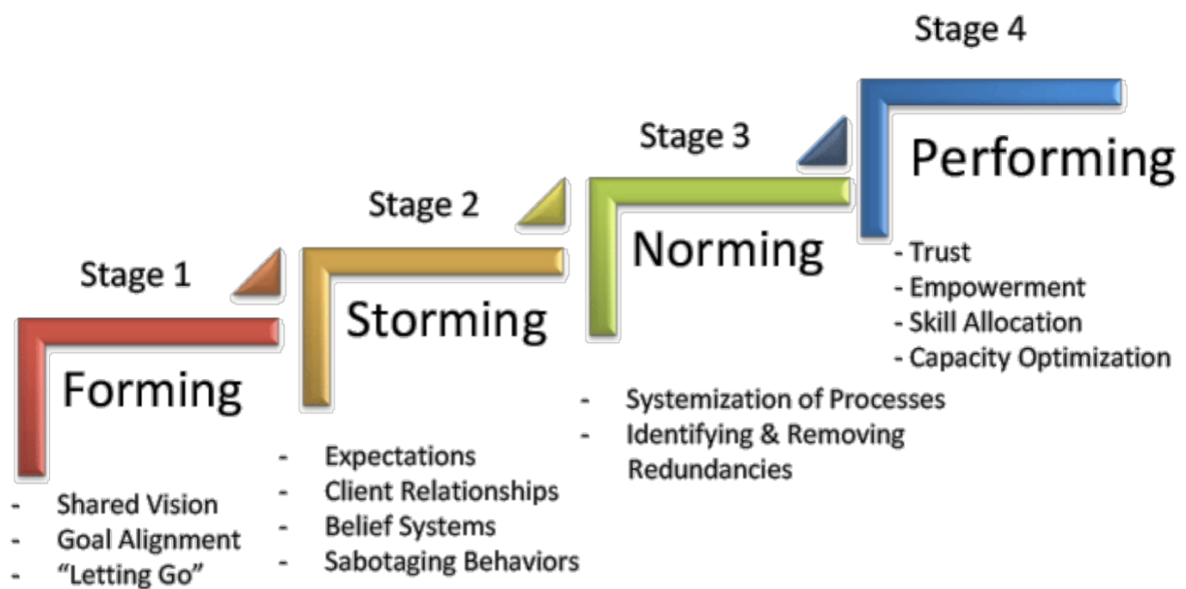 Stage 1
Forming
- Shared Vision
- Goal Alignment
- “Letting Go”
Stage 2
Storming
- Expectations
- Client Relationships
- Belief Systems
- Sabotaging Behaviors
Stage 3
Norming
- Systemization of Processes
- Identifying & Removing
Redundancies
Stage 4
Performing
- Trust
- Empowerment
- Skill Allocation
- Capacity Optimization